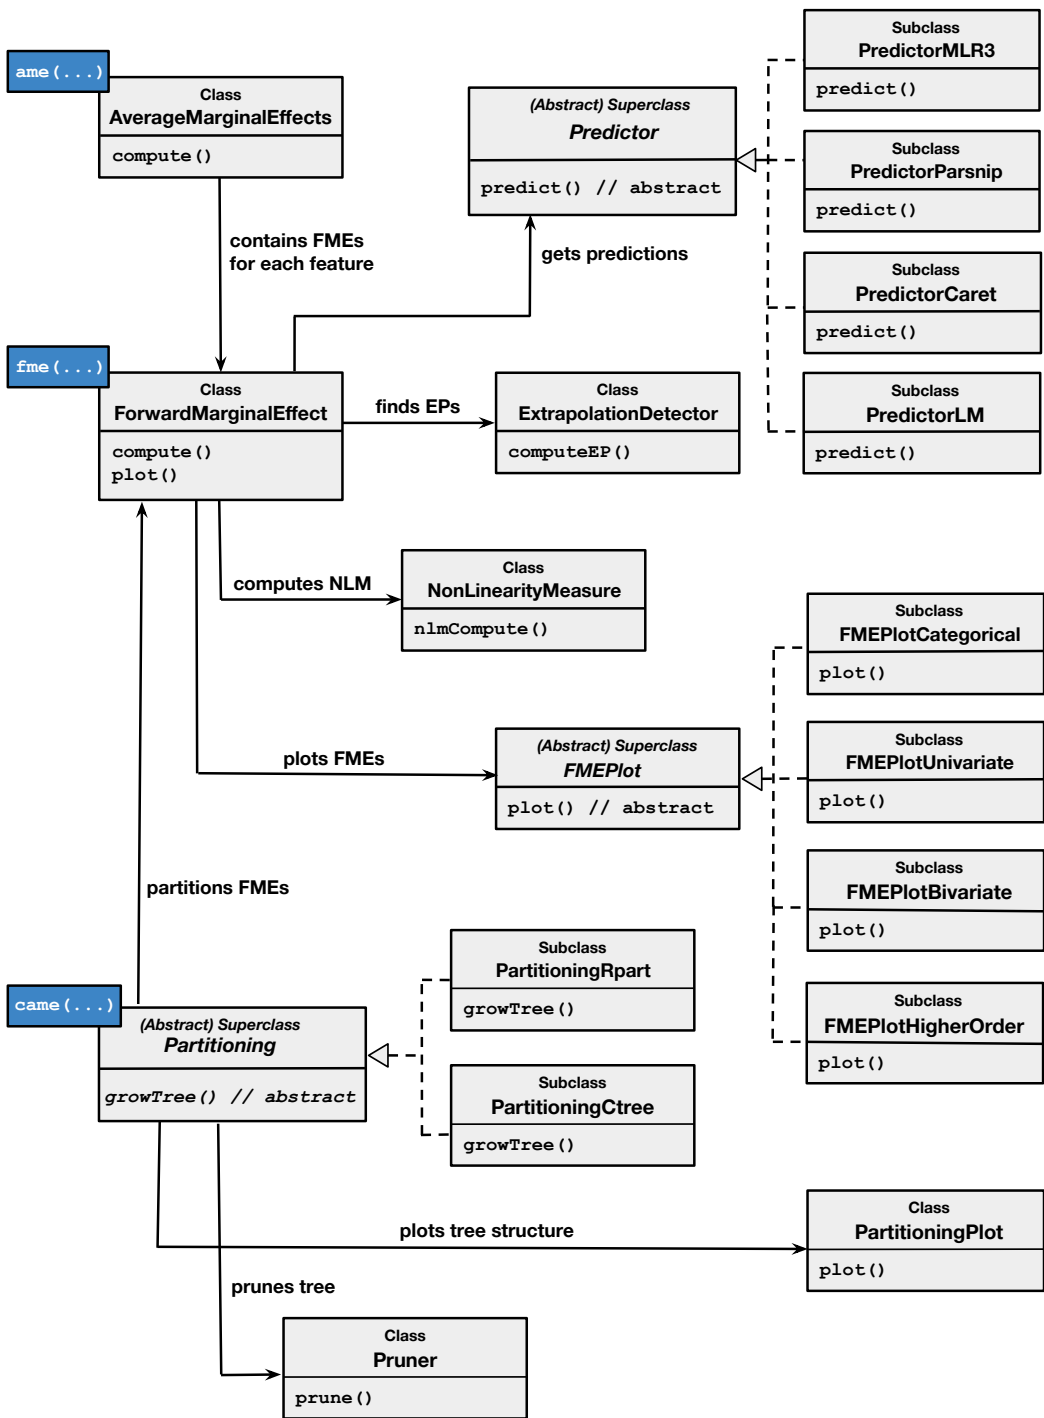 ame(...)
Class
AverageMarginalEffects
compute()
contains FMEs
for each feature
(Abstract) Superclass
Predictor
predict() // abstract
gets predictions
Subclass
PredictorMLR3
predict()
Subclass
PredictorParsnip
predict()
Subclass
PredictorCaret
predict()
Subclass
PredictorLM
predict()
fme(...)
Class
ForwardMarginalEffect
compute()
plot()
finds EPs
Class
ExtrapolationDetector
computeEP()
computes NLM
Class
NonLinearityMeasure
nlmCompute()
plots FMEs
(Abstract) Superclass
FMEPlot
plot() // abstract
Subclass
FMEPlotCategorical
plot()
Subclass
FMEPlotUnivariate
plot()
Subclass
FMEPlotBivariate
plot()
Subclass
FMEPlotHigherOrder
plot()
partitions FMEs
came(...)
(Abstract) Superclass
Partitioning
growTree() // abstract
Subclass
PartitioningRpart
growTree()
Subclass
PartitioningCtree
growTree()
plots tree structure
Class
PartitioningPlot
plot()
prunes tree
Class
Pruner
prune()